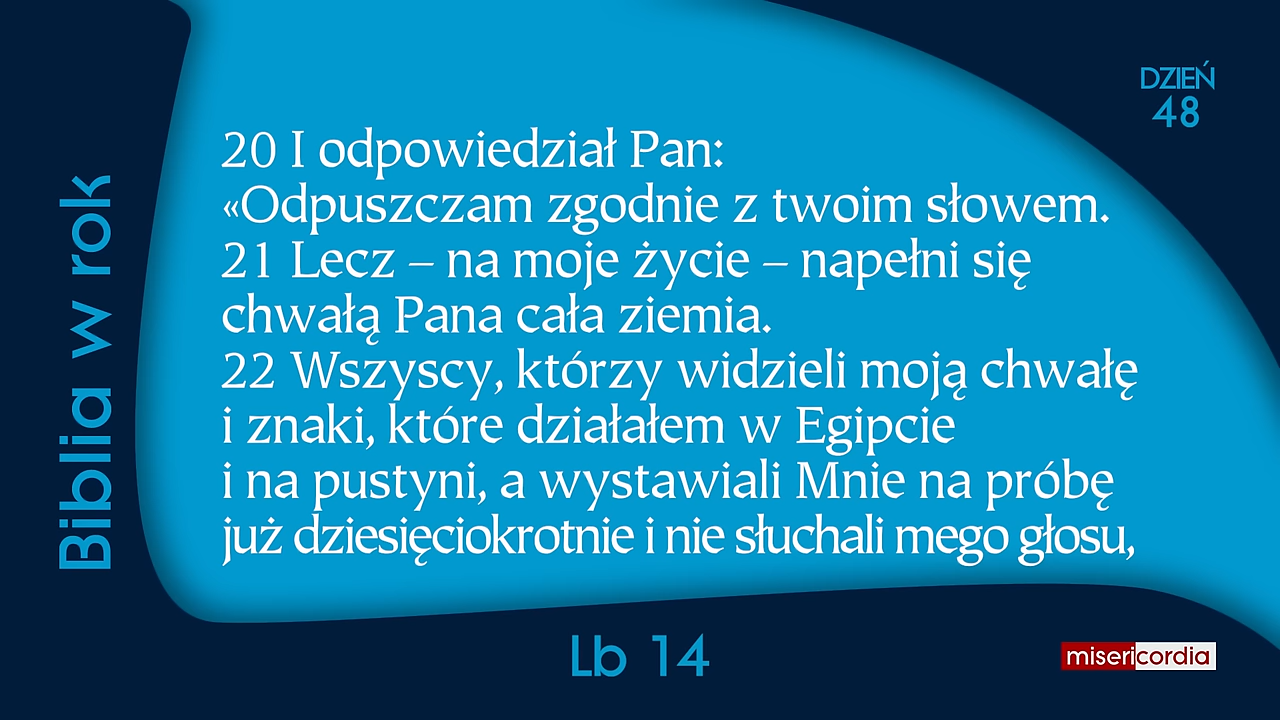 DZIEŃ
48
20 I odpowiedział Pan:
«Odpuszczam zgodnie z twoim słowem.
21 Lecz – na moje życie – napełni się
chwałą Pana cała ziemia.
22 Wszyscy, którzy widzieli moją chwałę
i znaki, które działałem w Egipcie
i na pustyni, a wystawiali Mnie na próbę
już dziesięciokrotnie i nie słuchali mego głosu,
Biblia w rok
Lb 14
misericordia